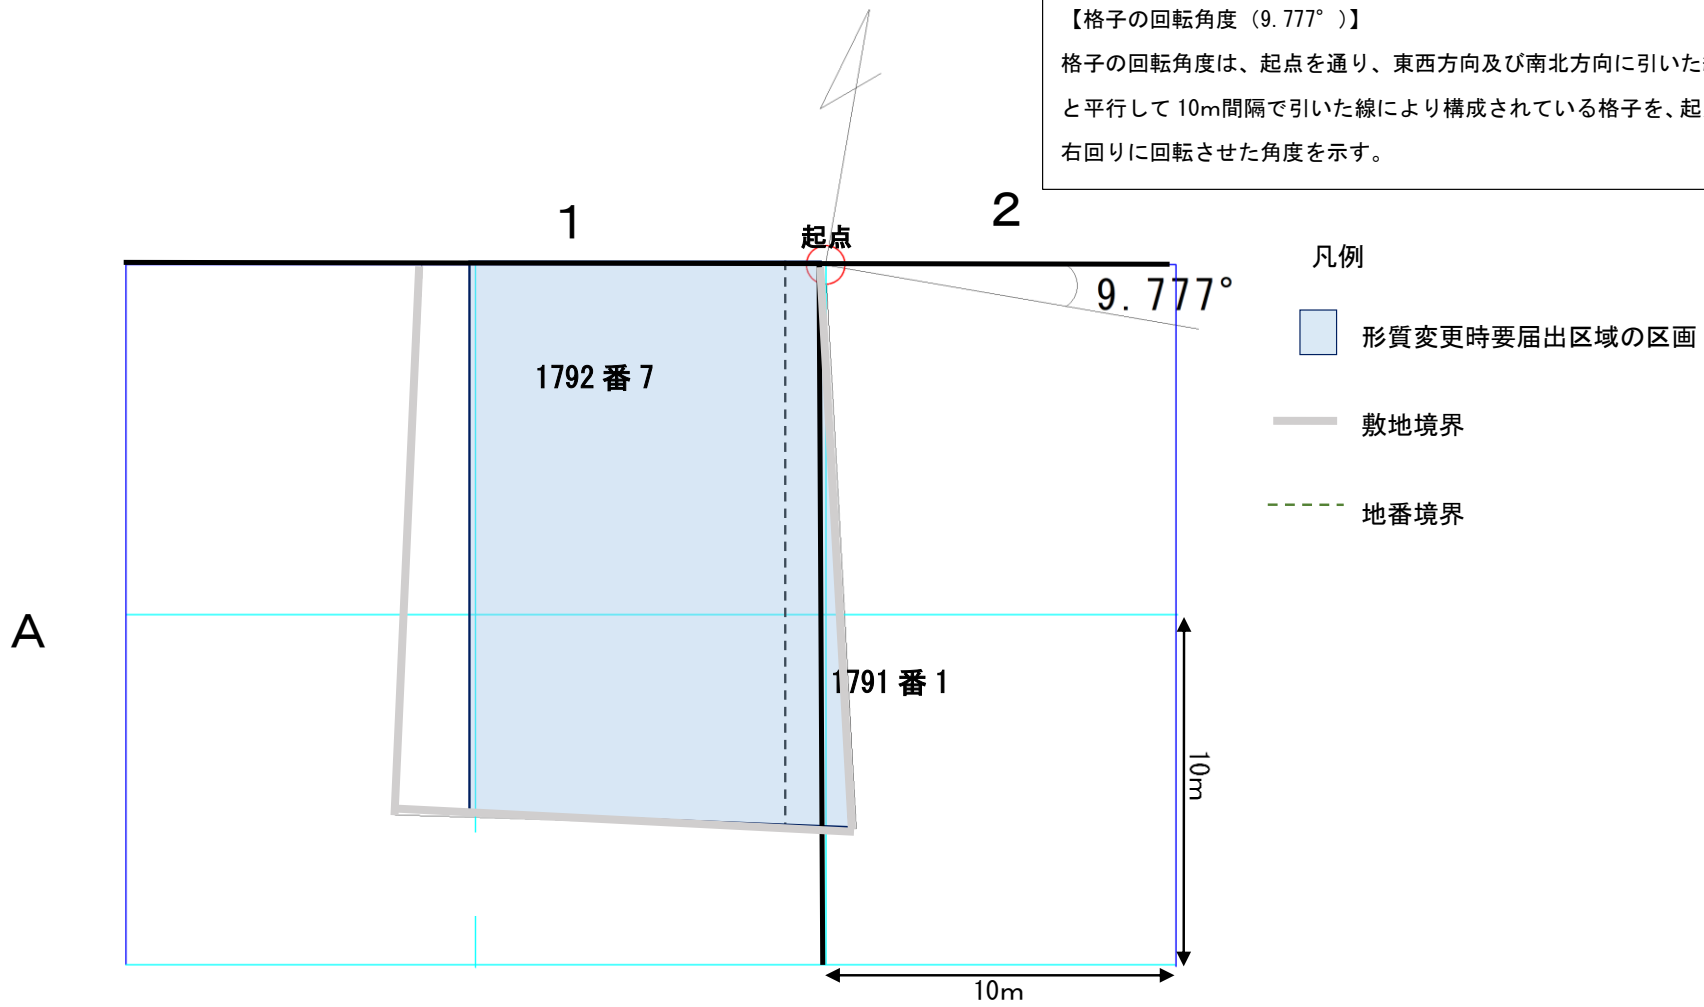 【格子の回転角度（9.777°）】
格子の回転角度は、起点を通り、東西方向及び南北方向に引いた
と平行して10m間隔で引いた線により構成されている格子を、起
右回りに回転させた角度を示す。
1
2
起点
凡例
9.777°
形質変更時要届出区域の区画
1792番7
敷地境界
地番境界
A
1791番1
10m
10m